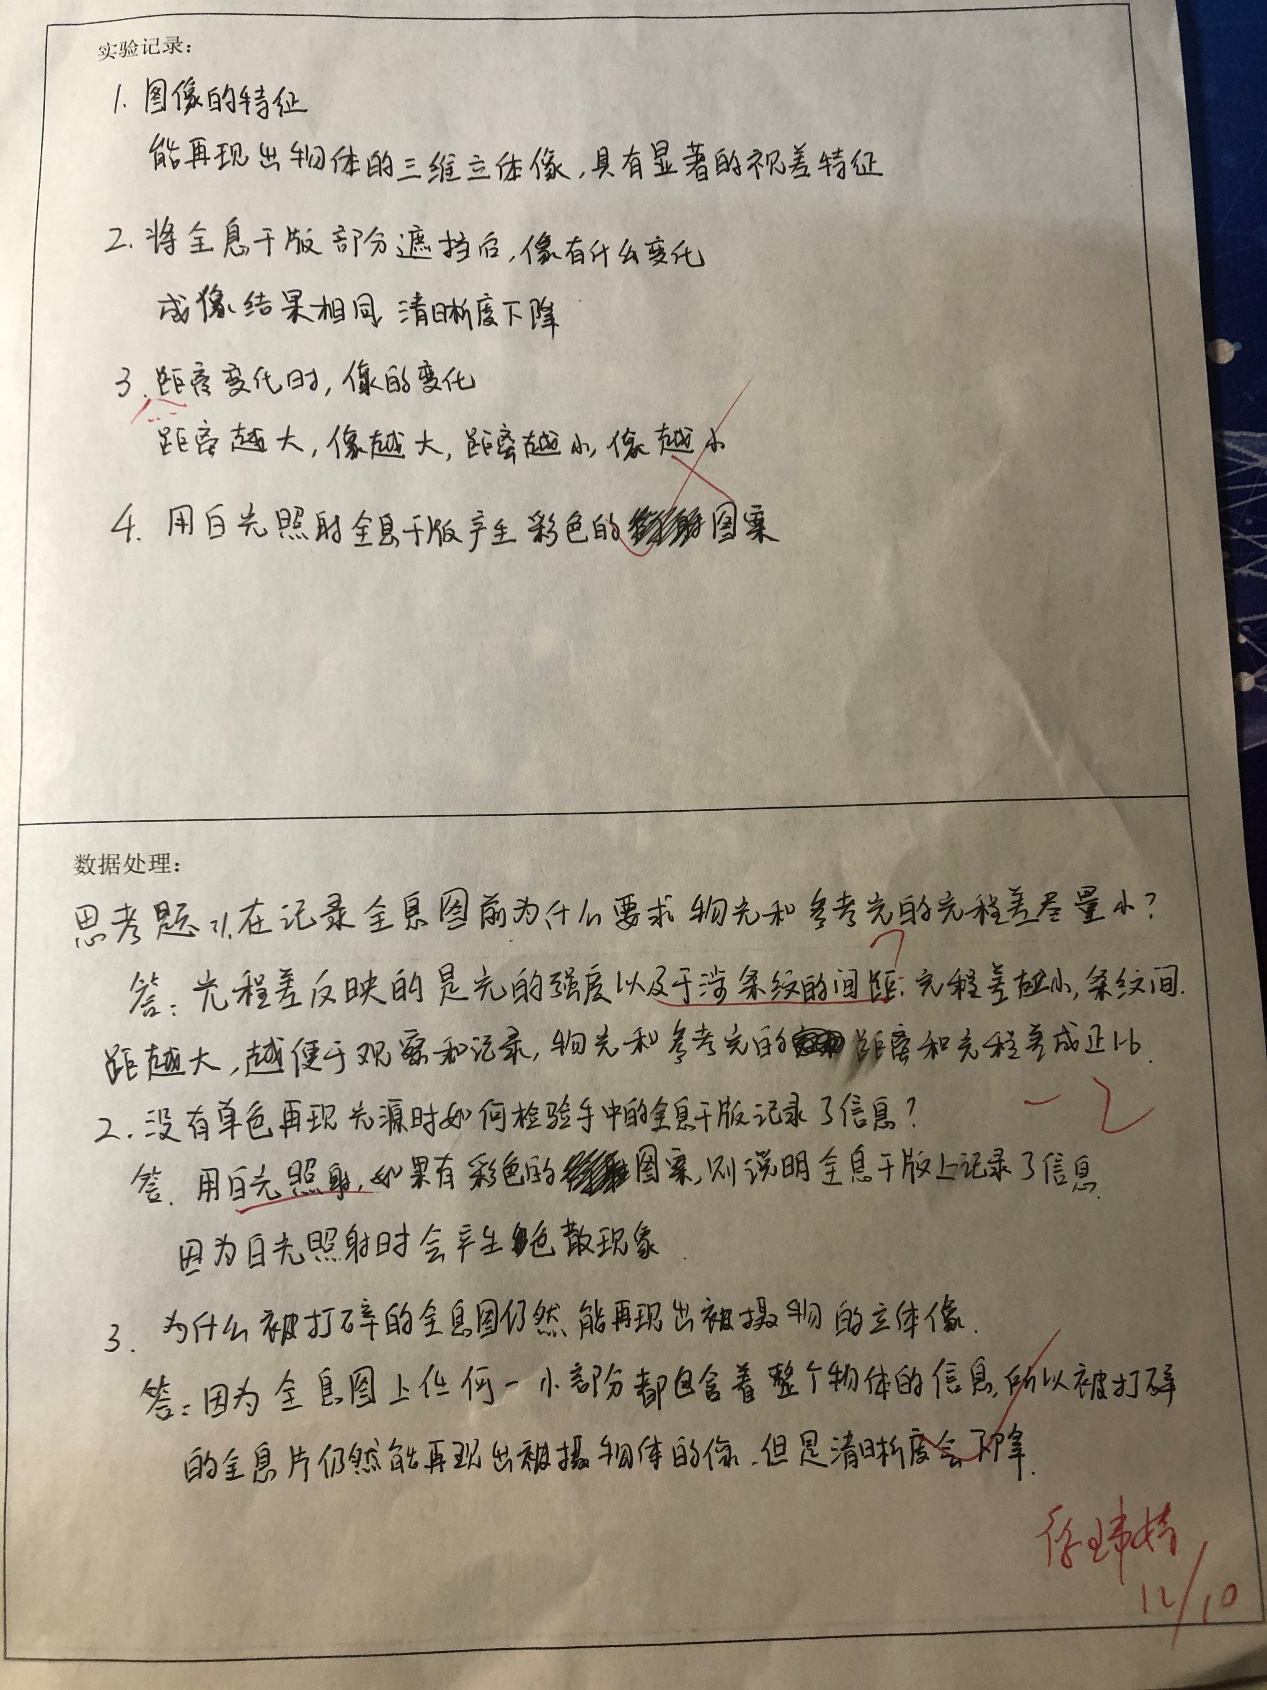 实验记录：
1. 图像的特征
能再现出物体的三维立体像，具有显著的视差特征
2. 将全息干版部分遮挡后，像有什么变化
成像结果相同，清晰度下降
3. 距离变化时，像的变化
距离越大，像越大，距离越小，像越小
4. 用白光照射全息干版产生彩色的图案
数据处理：
思考题 1. 在记录全息图前为什么要求物光和参考光的光程差尽量小？
答：光程差反映的是光的强度以及干涉条纹的间距；光程差越小，条纹间
距越大，越便于观察和记录，物光和参考光的距离和光程差成正比.
-2
2. 没有单色再现光源时如何检验手中的全息干版记录了信息？
答. 用白光照射，如果有彩色的图案，则说明全息干版上记录了信息.
因为白光照射时会产生色散现象.
3. 为什么被打碎的全息图仍然能再现出被摄物的立体像.
答：因为全息图上任何一小部分都包含着整个物体的信息，所以被打碎
的全息片仍然能再现出被摄物体的像. 但是清晰度会下降.
12/10